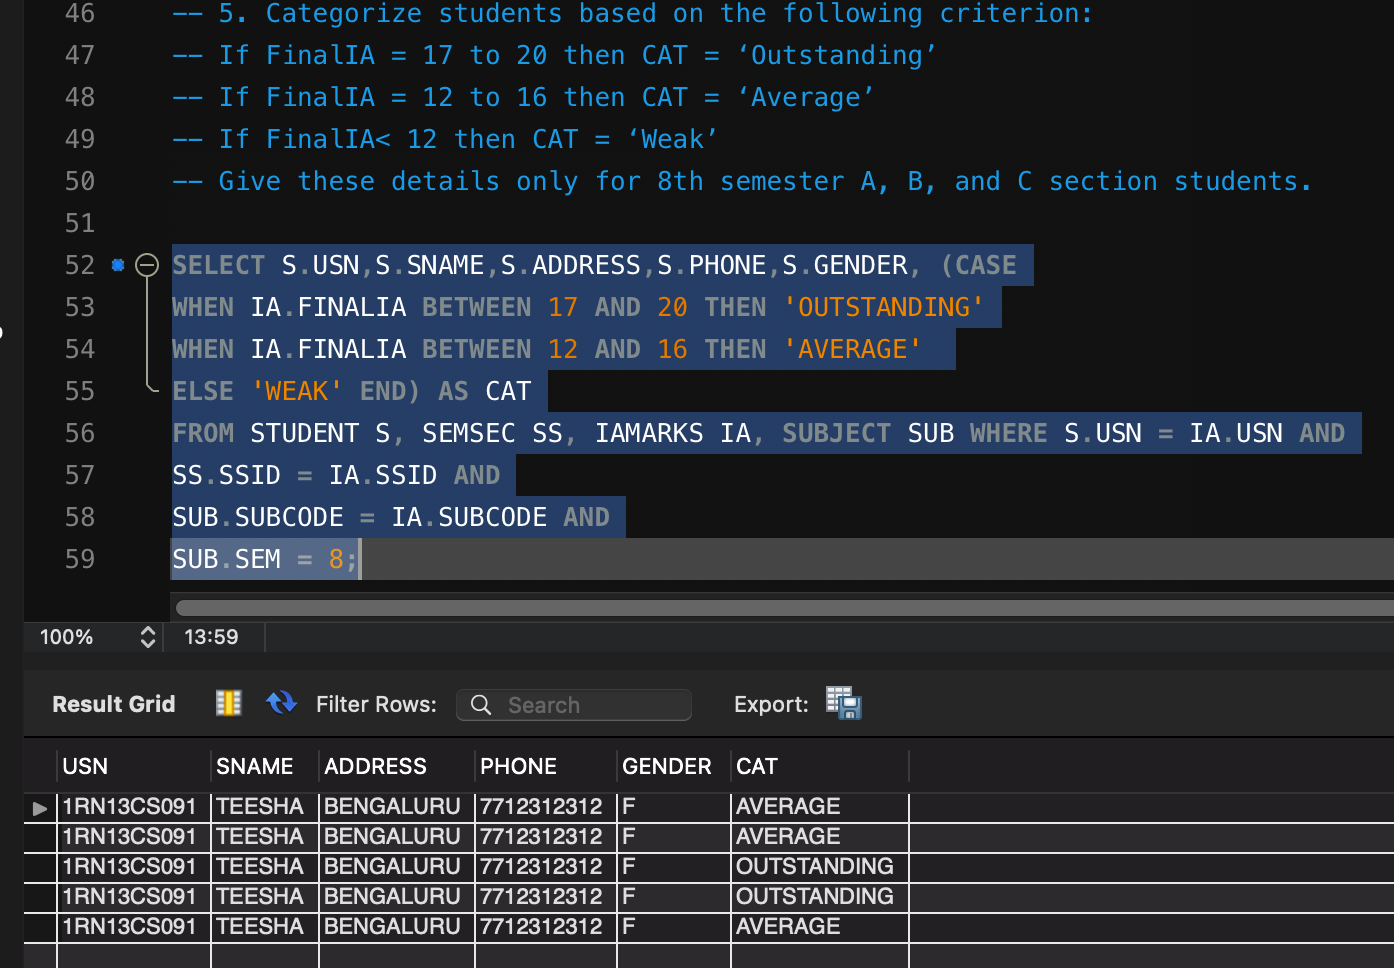 46 -- 5. Categorize students based on the following criterion:
47 -- If FinalIA = 17 to 20 then CAT = ‘Outstanding’
48 -- If FinalIA = 12 to 16 then CAT = ‘Average’
49 -- If FinalIA< 12 then CAT = ‘Weak’
50 -- Give these details only for 8th semester A, B, and C section students.
51
52 SELECT S.USN,S.SNAME,S.ADDRESS,S.PHONE,S.GENDER, (CASE
53 WHEN IA.FINALIA BETWEEN 17 AND 20 THEN 'OUTSTANDING'
54 WHEN IA.FINALIA BETWEEN 12 AND 16 THEN 'AVERAGE'
55 ELSE 'WEAK' END) AS CAT
56 FROM STUDENT S, SEMSEC SS, IAMARKS IA, SUBJECT SUB WHERE S.USN = IA.USN AND
57 SS.SSID = IA.SSID AND
58 SUB.SUBCODE = IA.SUBCODE AND
59 SUB.SEM = 8;
100% 13:59
Result Grid Filter Rows: Search Export:
USN SNAME ADDRESS PHONE GENDER CAT
1RN13CS091 TEESHA BENGALURU 7712312312 F AVERAGE
1RN13CS091 TEESHA BENGALURU 7712312312 F AVERAGE
1RN13CS091 TEESHA BENGALURU 7712312312 F OUTSTANDING
1RN13CS091 TEESHA BENGALURU 7712312312 F OUTSTANDING
1RN13CS091 TEESHA BENGALURU 7712312312 F AVERAGE